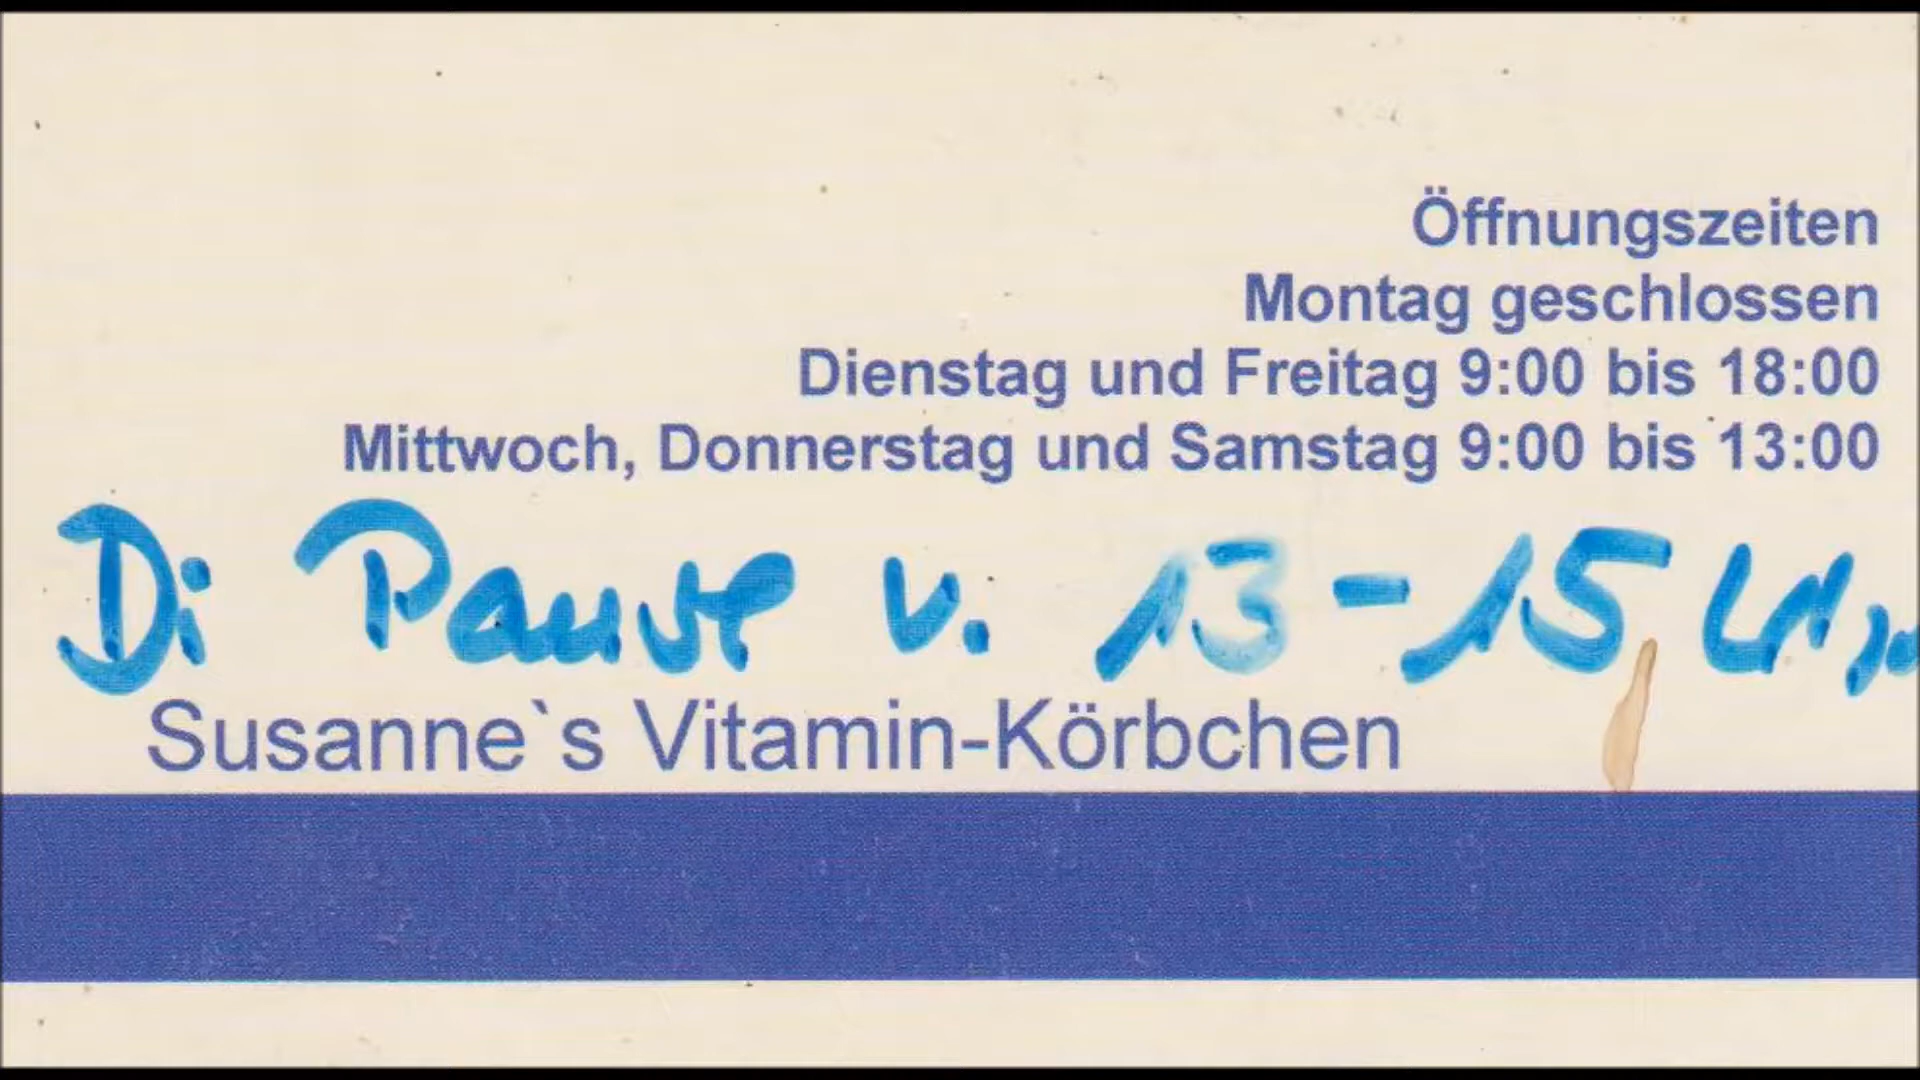 Öffnungszeiten
Montag geschlossen
Dienstag und Freitag 9:00 bis 18:00
Mittwoch, Donnerstag und Samstag 9:00 bis 13:00
Di Pause v. 13-15 Uhr
Susanne`s Vitamin-Körbchen